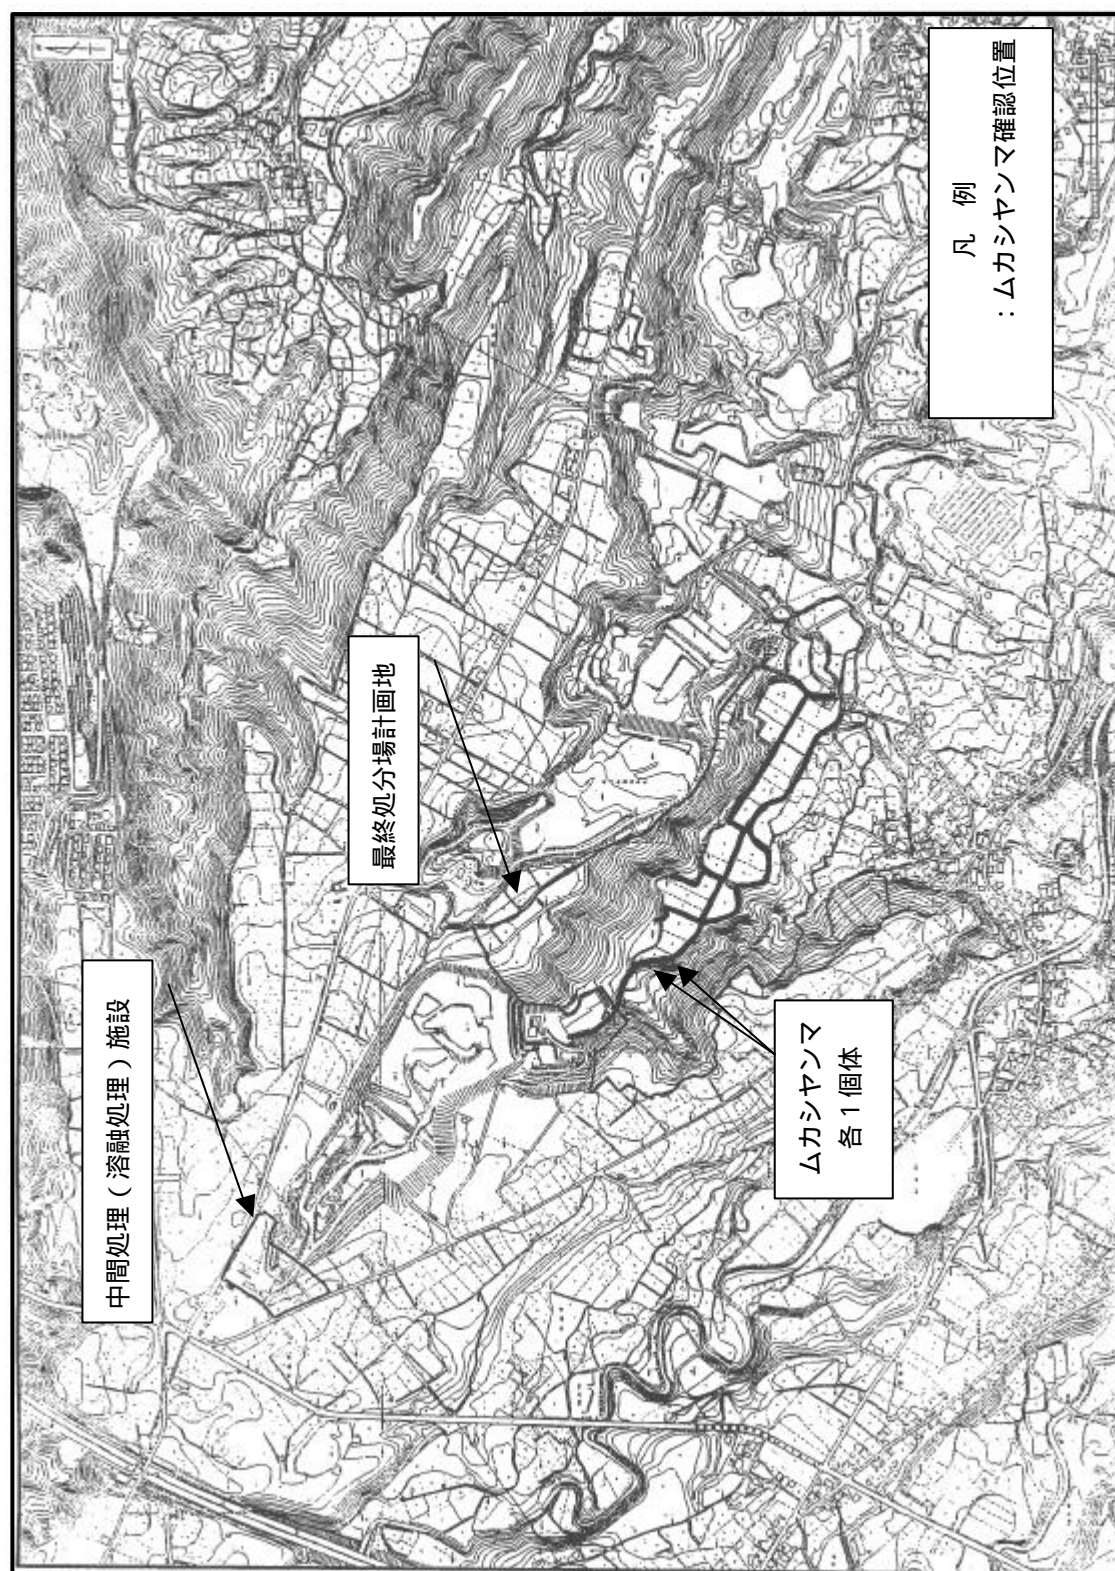 凡　例
：ムカシヤンマ確認位置
最終処分場計画地
中間処理（溶融処理）施設
ムカシヤンマ
各１個体